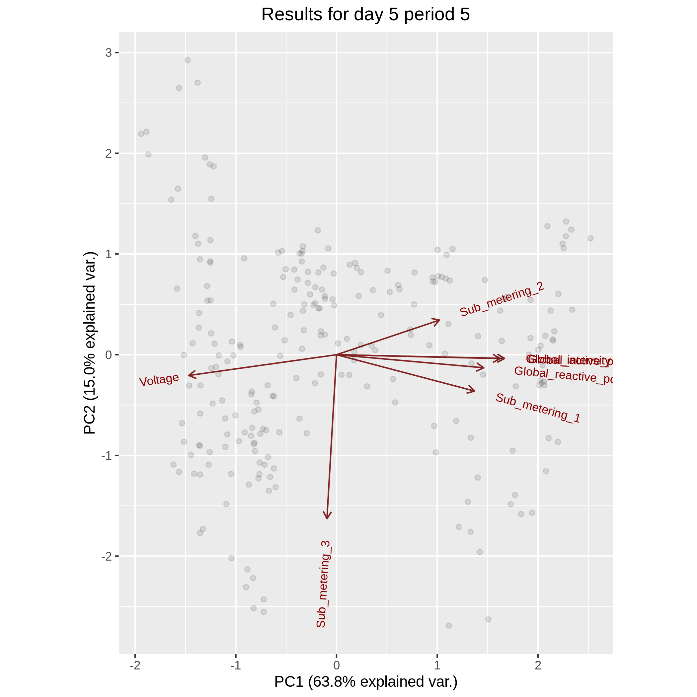 Results for day 5 period 5
3
2
1
0
-1
-2
PC2 (15.0% explained var.)
Sub_metering_2
Voltage
Global_reactive_po
Sub_metering_1
Sub_metering_3
-2
-1
0
1
2
PC1 (63.8% explained var.)